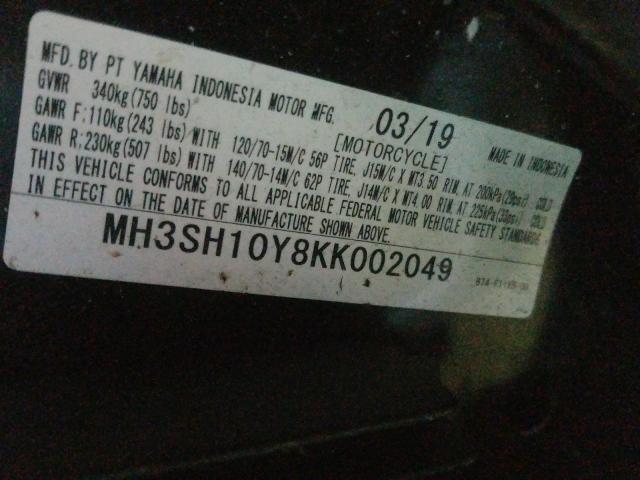 MFD. BY PT YAMAHA INDONESIA MOTOR MFG. 03/19 MADE IN INDONESIA
GVWR 340kg(750 lbs) [MOTORCYCLE]
GAWR F:110kg(243 lbs)WITH 120/70-15M/C 56P TIRE, J15M/C X MT3.50 RIM, AT 200kPa(29psi) COLD
GAWR R:230kg(507 lbs)WITH 140/70-14M/C 62P TIRE, J14M/C X MT4.00 RIM, AT 225kPa(33psi) COLD
THIS VEHICLE CONFORMS TO ALL APPLICABLE FEDERAL MOTOR VEHICLE SAFETY STANDARDS
IN EFFECT ON THE DATE OF MANUFACTURE SHOWN ABOVE.
MH3SH10Y8KK002049